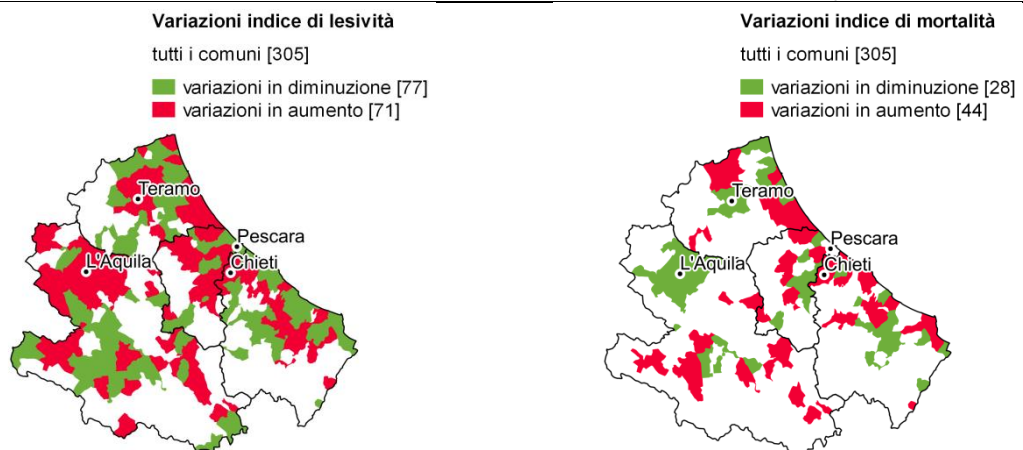 Variazioni indice di lesività
tutti i comuni [305]
variazioni in diminuzione [77]
variazioni in aumento [71]
Teramo
Pescara
L'Aquila
Chieti
Variazioni indice di mortalità
tutti i comuni [305]
variazioni in diminuzione [28]
variazioni in aumento [44]
Teramo
Pescara
L'Aquila
Chieti